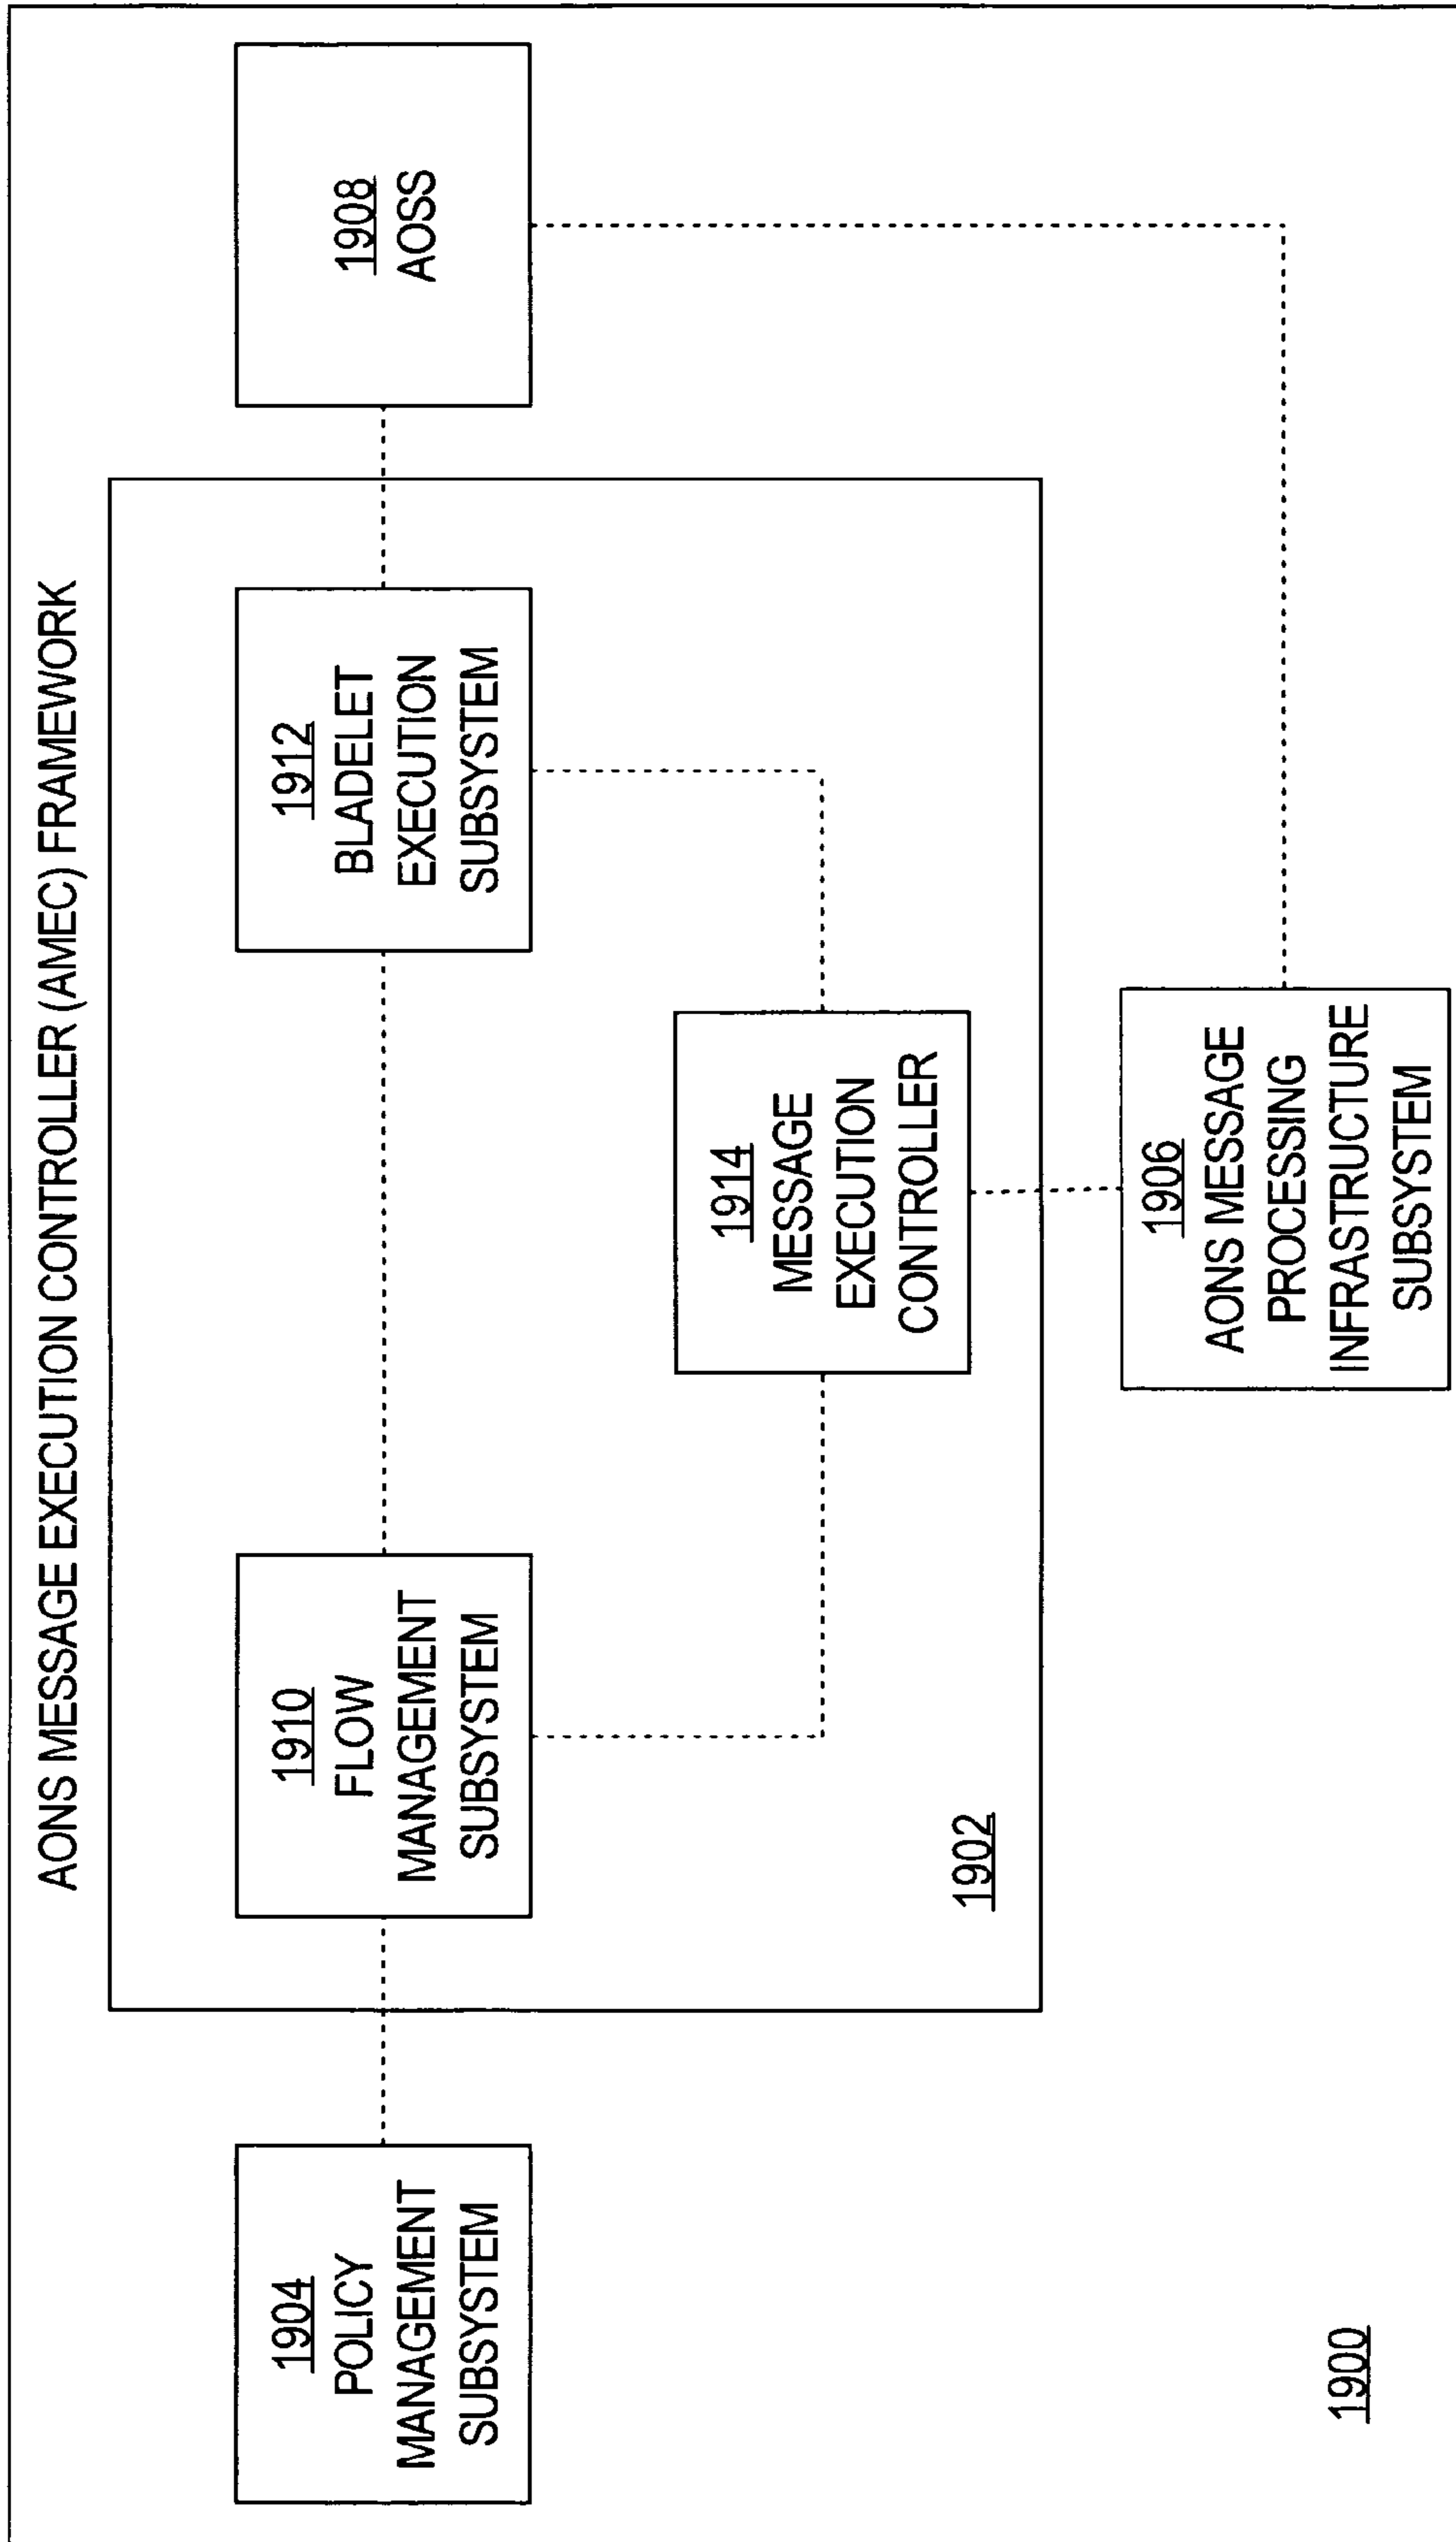 AONS MESSAGE EXECUTION CONTROLLER (AMEC) FRAMEWORK
1904
POLICY
MANAGEMENT
SUBSYSTEM
1910
FLOW
MANAGEMENT
SUBSYSTEM
1912
BLADELET
EXECUTION
SUBSYSTEM
1908
AOSS
1914
MESSAGE
EXECUTION
CONTROLLER
1902
1906
AONS MESSAGE
PROCESSING
INFRASTRUCTURE
SUBSYSTEM
1900